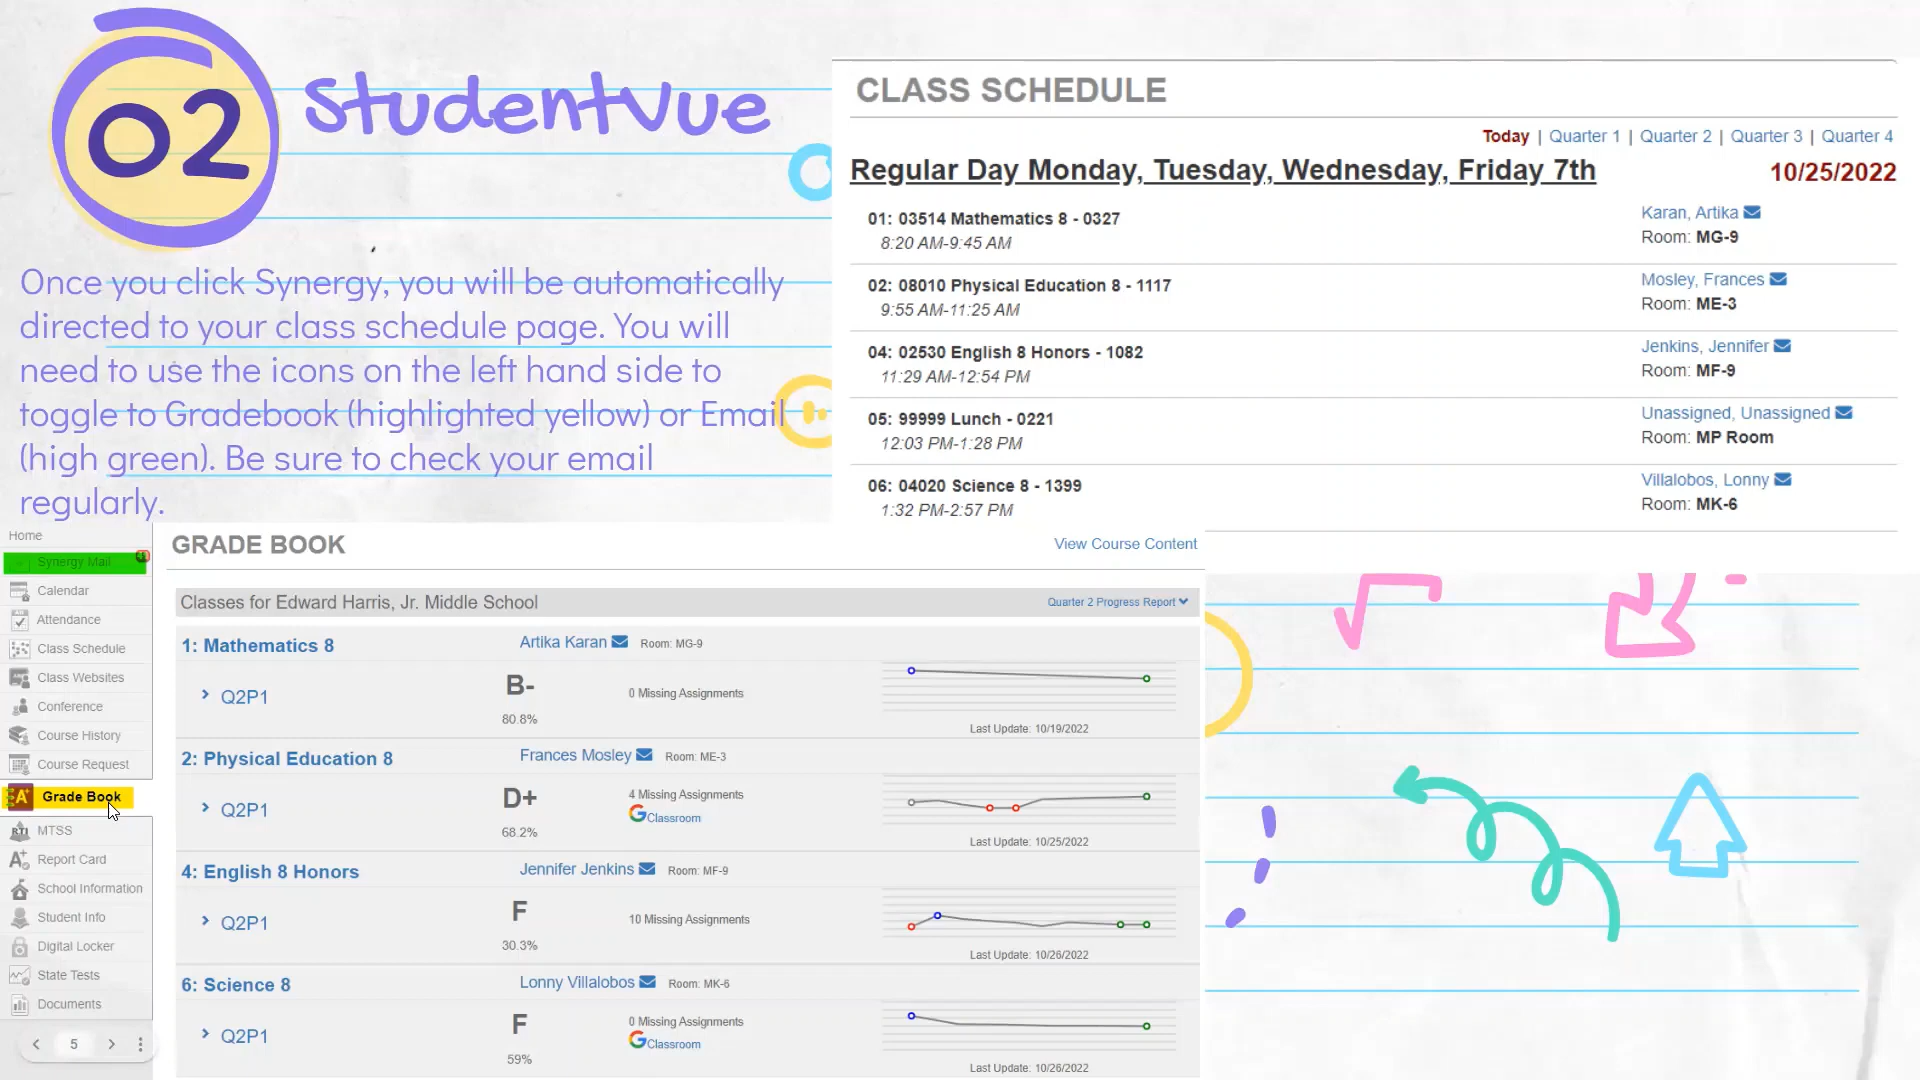 02
StudentVue
Once you click Synergy, you will be automatically
directed to your class schedule page. You will
need to use the icons on the left hand side to
toggle to Gradebook (highlighted yellow) or Email
(high green). Be sure to check your email
regularly.
CLASS SCHEDULE
Today | Quarter 1 | Quarter 2 | Quarter 3 | Quarter 4
Regular Day Monday, Tuesday, Wednesday, Friday 7th
10/25/2022
01: 03514 Mathematics 8 - 0327
8:20 AM-9:45 AM
Karan, Artika
Room: MG-9
02: 08010 Physical Education 8 - 1117
9:55 AM-11:25 AM
Mosley, Frances
Room: ME-3
04: 02530 English 8 Honors - 1082
11:29 AM-12:54 PM
Jenkins, Jennifer
Room: MF-9
05: 99999 Lunch - 0221
12:03 PM-1:28 PM
Unassigned, Unassigned
Room: MP Room
06: 04020 Science 8 - 1399
1:32 PM-2:57 PM
Villalobos, Lonny
Room: MK-6
Home
Synergy Mail
Calendar
Attendance
Class Schedule
Class Websites
Conference
Course History
Course Request
Grade Book
MTSS
Report Card
School Information
Student Info
Digital Locker
State Tests
Documents
5
GRADE BOOK
View Course Content
Classes for Edward Harris, Jr. Middle School
Quarter 2 Progress Report
1: Mathematics 8
Artika Karan Room: MG-9
Q2P1
B-
80.8%
0 Missing Assignments
Last Update: 10/19/2022
2: Physical Education 8
Frances Mosley Room: ME-3
Q2P1
D+
68.2%
4 Missing Assignments
Classroom
Last Update: 10/25/2022
4: English 8 Honors
Jennifer Jenkins Room: MF-9
Q2P1
F
30.3%
10 Missing Assignments
Last Update: 10/26/2022
6: Science 8
Lonny Villalobos Room: MK-6
Q2P1
F
59%
0 Missing Assignments
Classroom
Last Update: 10/26/2022